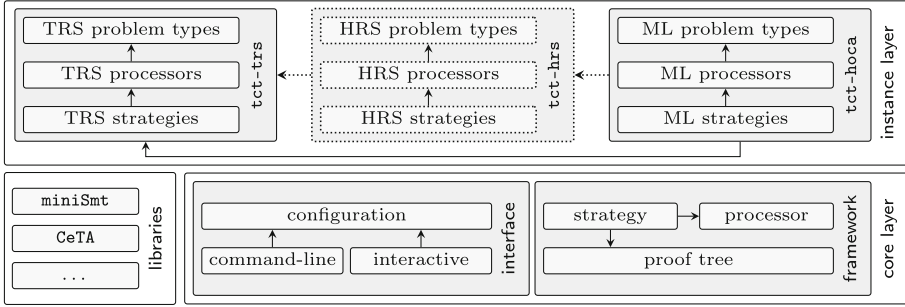 TRS problem types
TRS processors
TRS strategies
tct-trs
HRS problem types
HRS processors
HRS strategies
tct-hrs
ML problem types
ML processors
ML strategies
tct-hoca
instance layer
miniSmt
CeTA
...
libraries
configuration
command-line
interactive
interface
strategy
processor
proof tree
framework
core layer